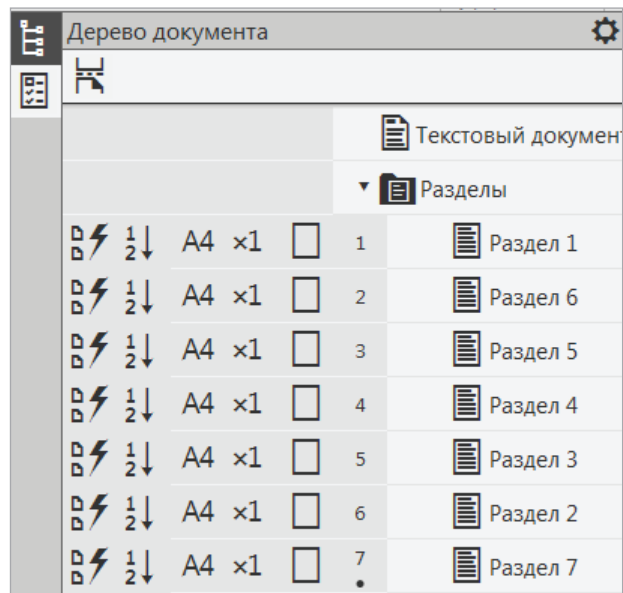 Дерево документа
Текстовый докумен
Разделы
A4 ×1 1 Раздел 1
A4 ×1 2 Раздел 6
A4 ×1 3 Раздел 5
A4 ×1 4 Раздел 4
A4 ×1 5 Раздел 3
A4 ×1 6 Раздел 2
A4 ×1 7 Раздел 7